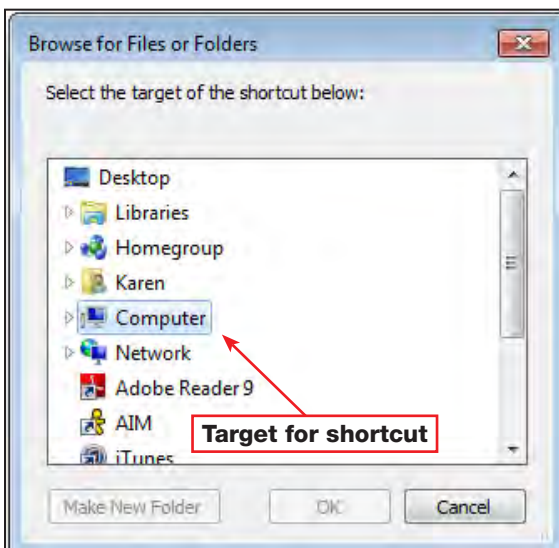 Browse for Files or Folders
Select the target of the shortcut below:
Desktop
Libraries
Homegroup
Karen
Computer
Network
Adobe Reader 9
AIM
Target for shortcut
iTunes
Make New Folder
OK
Cancel